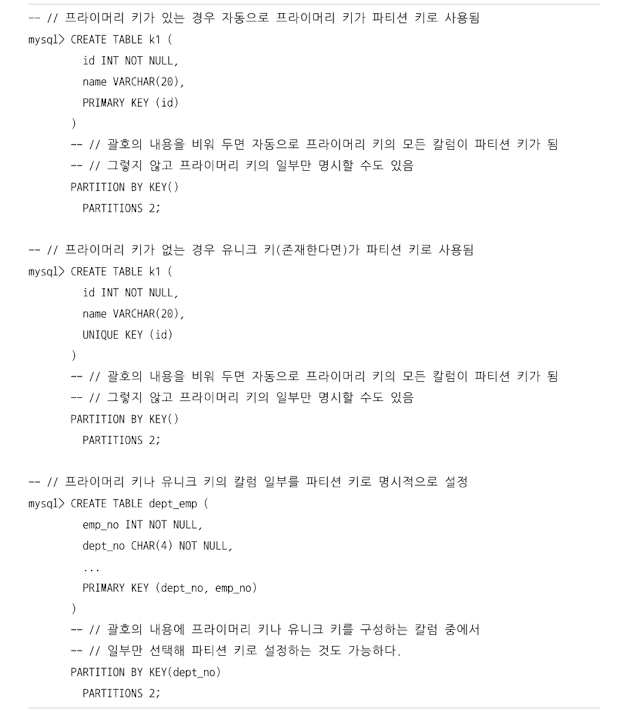 -- // 프라이머리 키가 있는 경우 자동으로 프라이머리 키가 파티션 키로 사용됨
mysql> CREATE TABLE k1 (
id INT NOT NULL,
name VARCHAR(20),
PRIMARY KEY (id)
)
-- // 괄호의 내용을 비워 두면 자동으로 프라이머리 키의 모든 칼럼이 파티션 키가 됨
-- // 그렇지 않고 프라이머리 키의 일부만 명시할 수도 있음
PARTITION BY KEY()
PARTITIONS 2;
-- // 프라이머리 키가 없는 경우 유니크 키(존재한다면)가 파티션 키로 사용됨
mysql> CREATE TABLE k1 (
id INT NOT NULL,
name VARCHAR(20),
UNIQUE KEY (id)
)
-- // 괄호의 내용을 비워 두면 자동으로 프라이머리 키의 모든 칼럼이 파티션 키가 됨
-- // 그렇지 않고 프라이머리 키의 일부만 명시할 수도 있음
PARTITION BY KEY()
PARTITIONS 2;
-- // 프라이머리 키나 유니크 키의 칼럼 일부를 파티션 키로 명시적으로 설정
mysql> CREATE TABLE dept_emp (
emp_no INT NOT NULL,
dept_no CHAR(4) NOT NULL,
...
PRIMARY KEY (dept_no, emp_no)
)
-- // 괄호의 내용에 프라이머리 키나 유니크 키를 구성하는 칼럼 중에서
-- // 일부만 선택해 파티션 키로 설정하는 것도 가능하다.
PARTITION BY KEY(dept_no)
PARTITIONS 2;